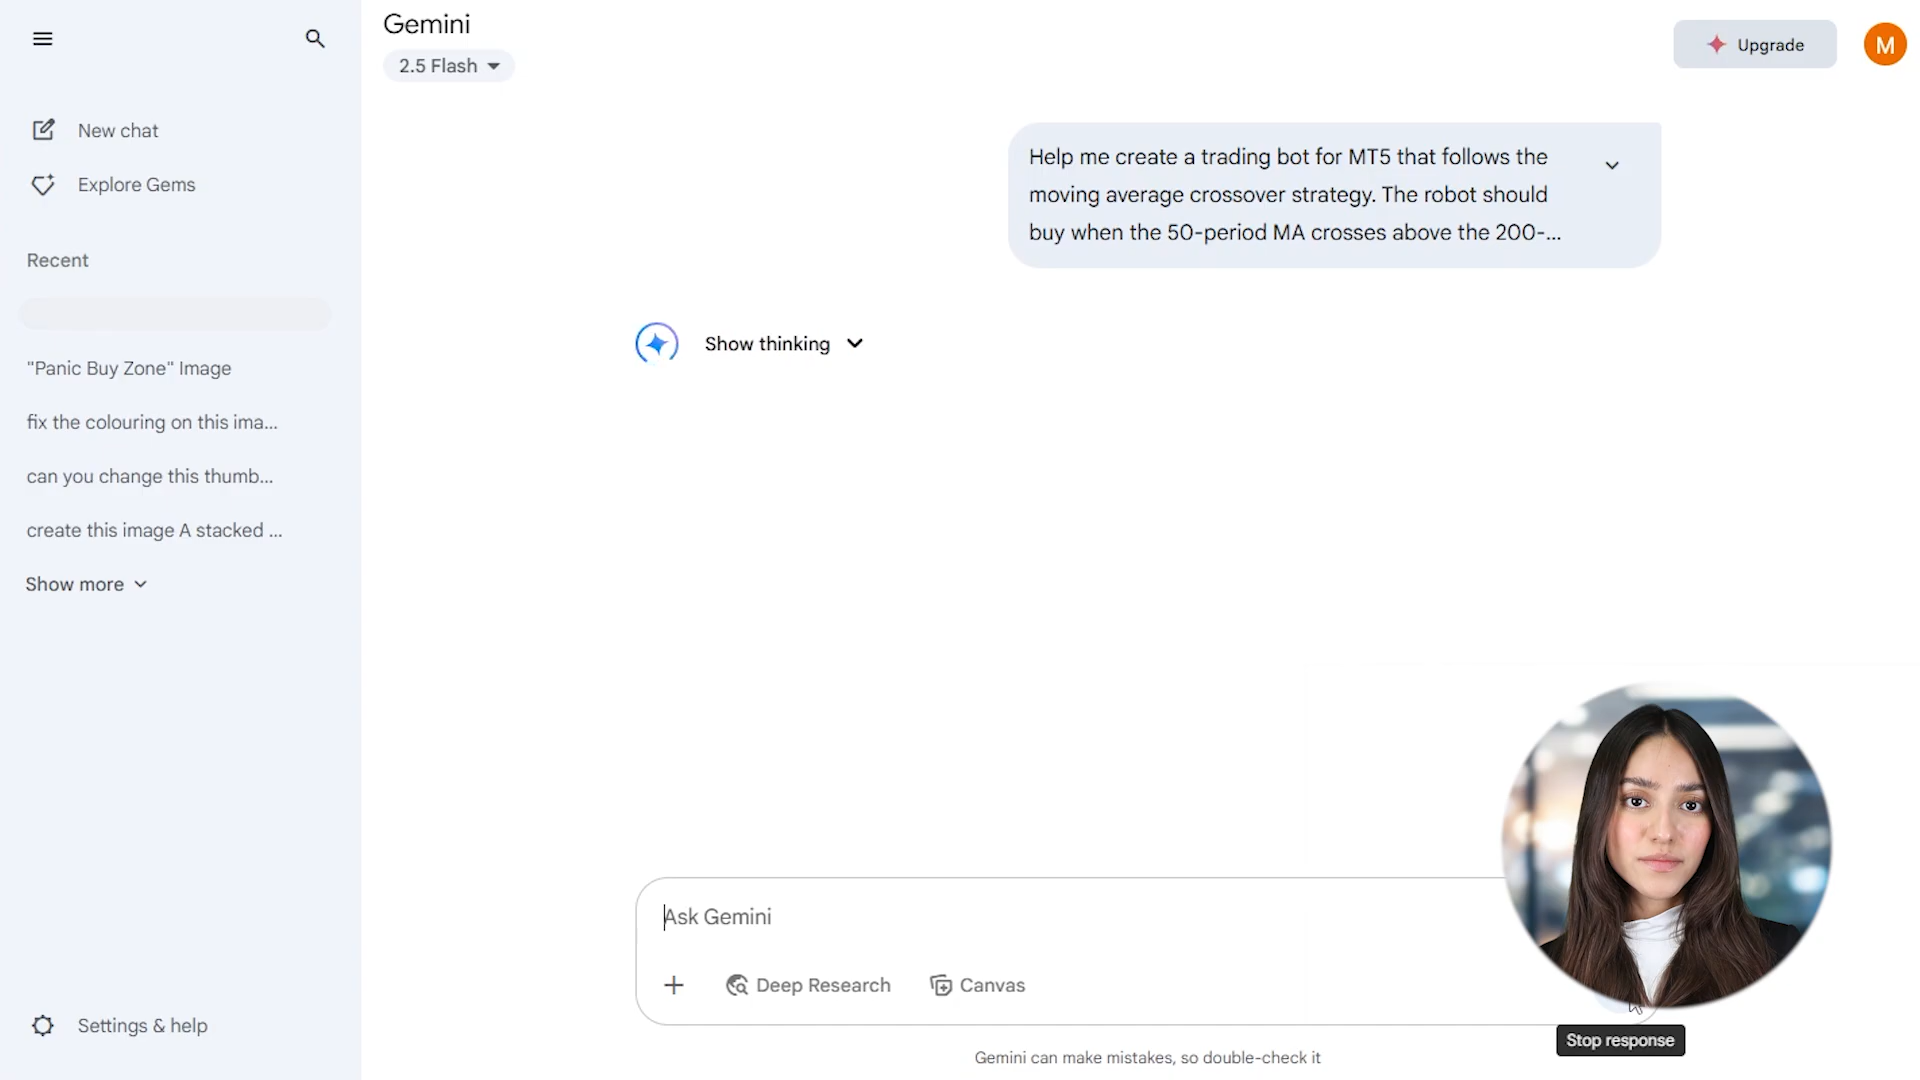 Gemini
2.5 Flash
Upgrade
M
New chat
Explore Gems
Recent
"Panic Buy Zone" Image
fix the colouring on this ima...
can you change this thumb...
create this image A stacked ...
Show more
Settings & help
Help me create a trading bot for MT5 that follows the
moving average crossover strategy. The robot should
buy when the 50-period MA crosses above the 200-...
Show thinking
Ask Gemini
Deep Research
Canvas
Stop response
Gemini can make mistakes, so double-check it